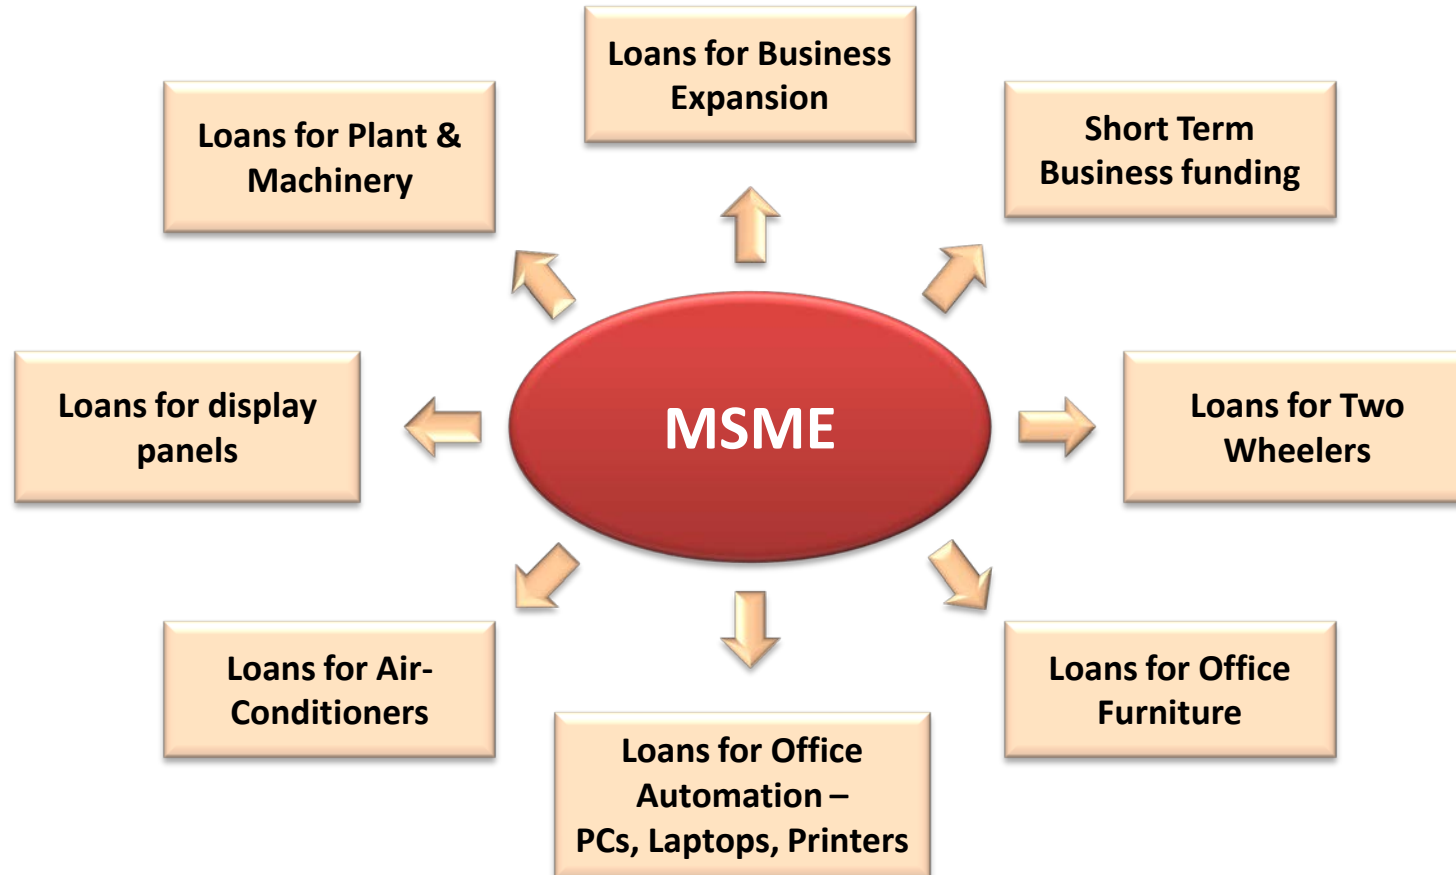 Loans for Business
Expansion
Loans for Plant &
Machinery
Short Term
Business funding
Loans for display
panels
MSME
Loans for Two
Wheelers
Loans for Air-
Conditioners
Loans for Office
Furniture
Loans for Office
Automation –
PCs, Laptops, Printers